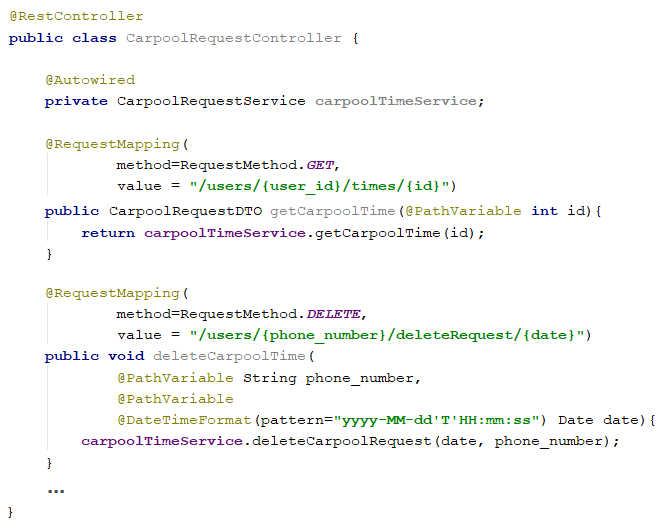 @RestController
public class CarpoolRequestController {
@Autowired
private CarpoolRequestService carpoolTimeService;
@RequestMapping(
method=RequestMethod.GET,
value = "/users/{user_id}/times/{id}")
public CarpoolRequestDTO getCarpoolTime(@PathVariable int id){
return carpoolTimeService.getCarpoolTime(id);
}
@RequestMapping(
method=RequestMethod.DELETE,
value = "/users/{phone_number}/deleteRequest/{date}")
public void deleteCarpoolTime(
@PathVariable String phone_number,
@PathVariable
@DateTimeFormat(pattern="yyyy-MM-dd'T'HH:mm:ss") Date date){
carpoolTimeService.deleteCarpoolRequest(date, phone_number);
}
...
}